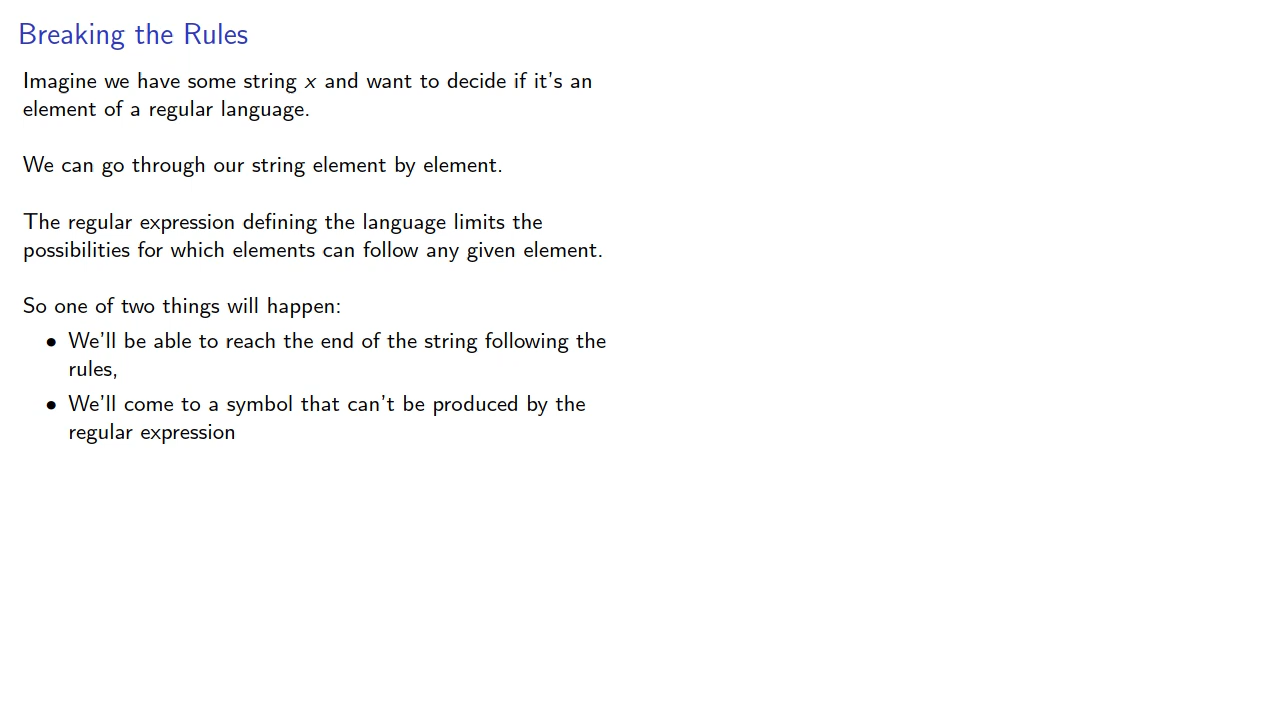 Breaking the Rules
Imagine we have some string x and want to decide if it's an
element of a regular language.
We can go through our string element by element.
The regular expression defining the language limits the
possibilities for which elements can follow any given element.
So one of two things will happen:
• We'll be able to reach the end of the string following the
rules,
• We'll come to a symbol that can't be produced by the
regular expression